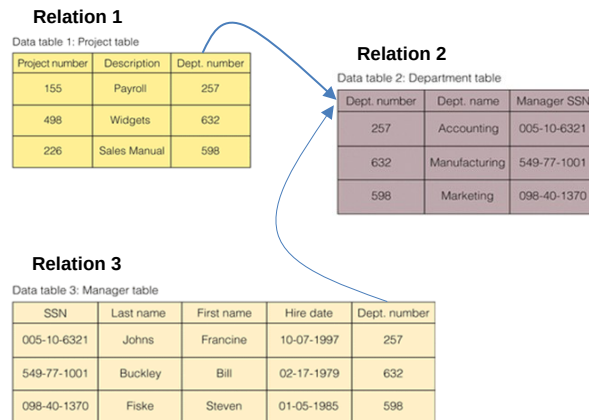 Relation 1
Data table 1: Project table
Project number Description Dept. number
155 Payroll 257
498 Widgets 632
226 Sales Manual 598
Relation 2
Data table 2: Department table
Dept. number Dept. name Manager SSN
257 Accounting 005-10-6321
632 Manufacturing 549-77-1001
598 Marketing 098-40-1370
Relation 3
Data table 3: Manager table
SSN Last name First name Hire date Dept. number
005-10-6321 Johns Francine 10-07-1997 257
549-77-1001 Buckley Bill 02-17-1979 632
098-40-1370 Fiske Steven 01-05-1985 598